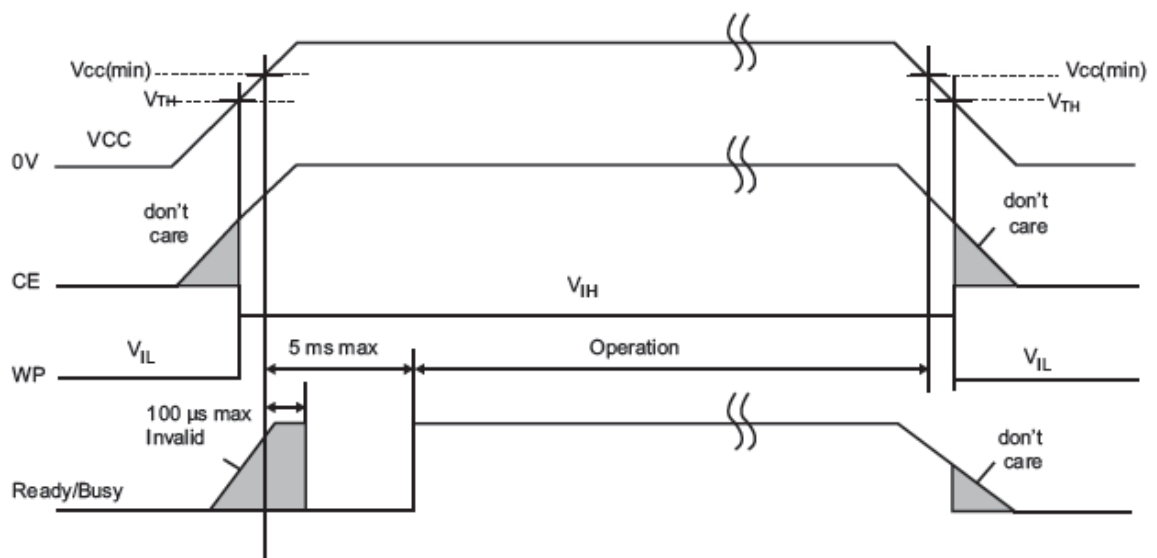 Vcc(min)
Vcc(min)
VTH
VTH
VCC
0V
don't
care
don't
care
CE
VIH
VIL
5 ms max
Operation
VIL
WP
100 µs max
Invalid
don't
care
Ready/Busy